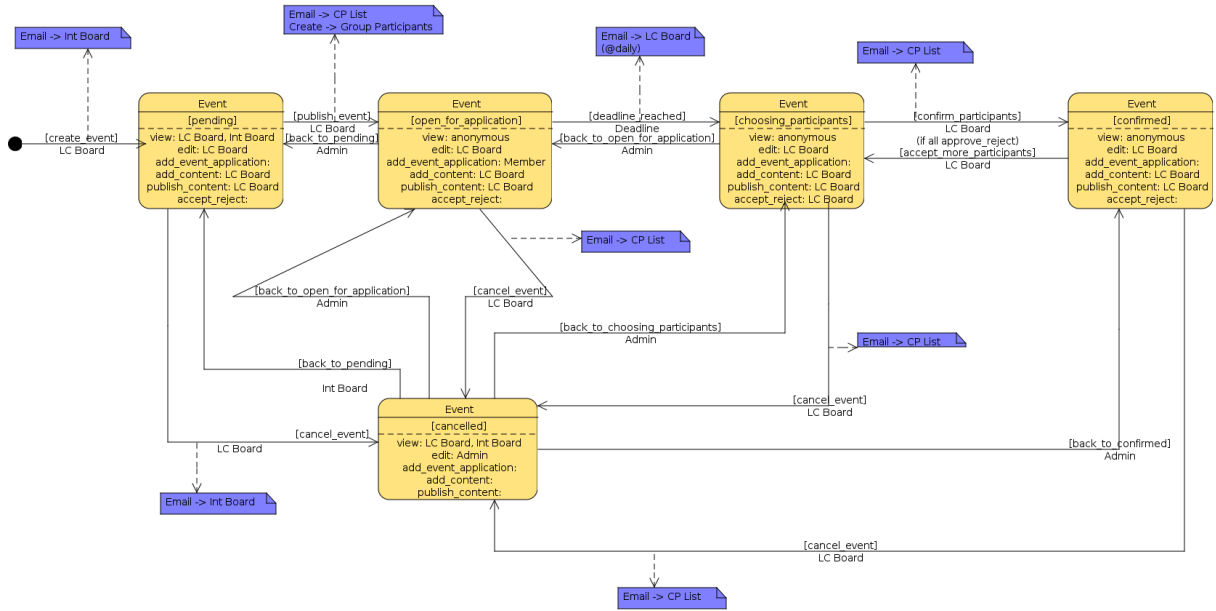 Email -> Int Board
Email -> CP List
Create -> Group Participants
Email -> LC Board
(@daily)
Email -> CP List
[create_event]
LC Board
Event
[pending]
view: LC Board, Int Board
edit: LC Board
add_event_application:
add_content: LC Board
publish_content: LC Board
accept_reject:
[publish_event]
LC Board
[back_to_pending]
Admin
Event
[open_for_application]
view: anonymous
edit: LC Board
add_event_application: Member
add_content: LC Board
publish_content: LC Board
accept_reject:
[deadline_reached]
Deadline
[back_to_open_for_application]
Admin
Event
[choosing_participants]
view: anonymous
edit: LC Board
add_event_application:
add_content: LC Board
publish_content: LC Board
accept_reject: LC Board
[confirm_participants]
LC Board
(if all approve_reject)
[accept_more_participants]
LC Board
Event
[confirmed]
view: anonymous
edit: LC Board
add_event_application:
add_content: LC Board
publish_content: LC Board
accept_reject:
Email -> CP List
[back_to_open_for_application]
Admin
[cancel_event]
LC Board
[back_to_choosing_participants]
Admin
Email -> CP List
[back_to_pending]
Int Board
[cancel_event]
LC Board
Event
[cancelled]
view: LC Board, Int Board
edit: Admin
add_event_application:
add_content:
publish_content:
[cancel_event]
LC Board
[back_to_confirmed]
Admin
Email -> Int Board
[cancel_event]
LC Board
Email -> CP List